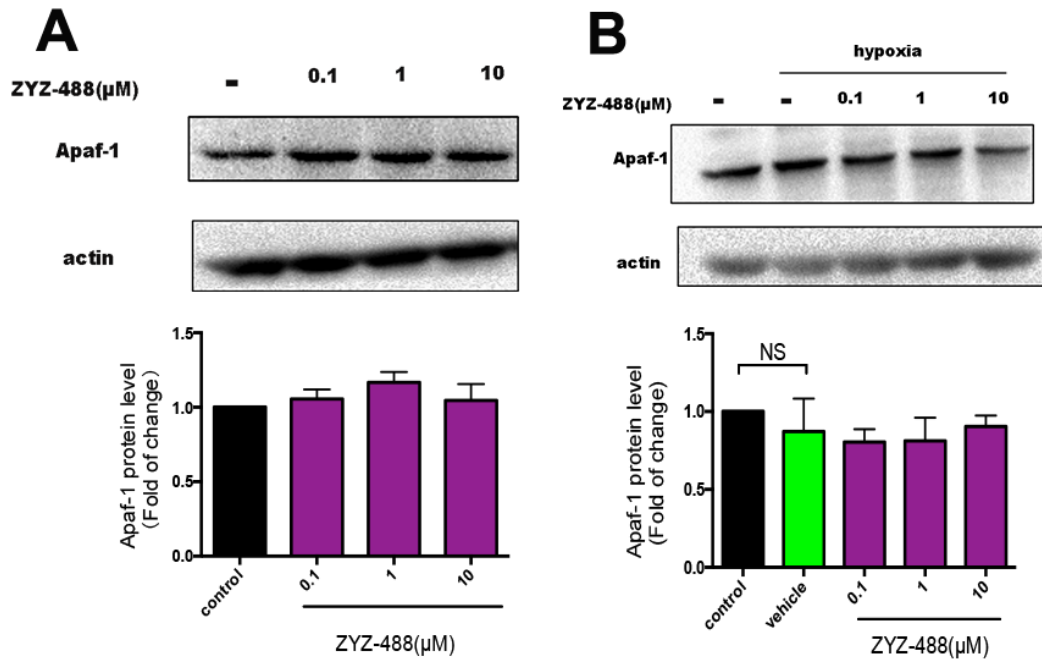 A
ZYZ-488(μM) - 0.1 1 10
Apaf-1
actin
1.5
1.0
0.5
0.0
Apaf-1 protein level
(Fold of change)
control 0.1 1 10
ZYZ-488(μM)
B
hypoxia
ZYZ-488(μM) - - 0.1 1 10
Apaf-1
actin
1.5
1.0
0.5
0.0
Apaf-1 protein level
(Fold of change)
NS
control vehicle 0.1 1 10
ZYZ-488(μM)